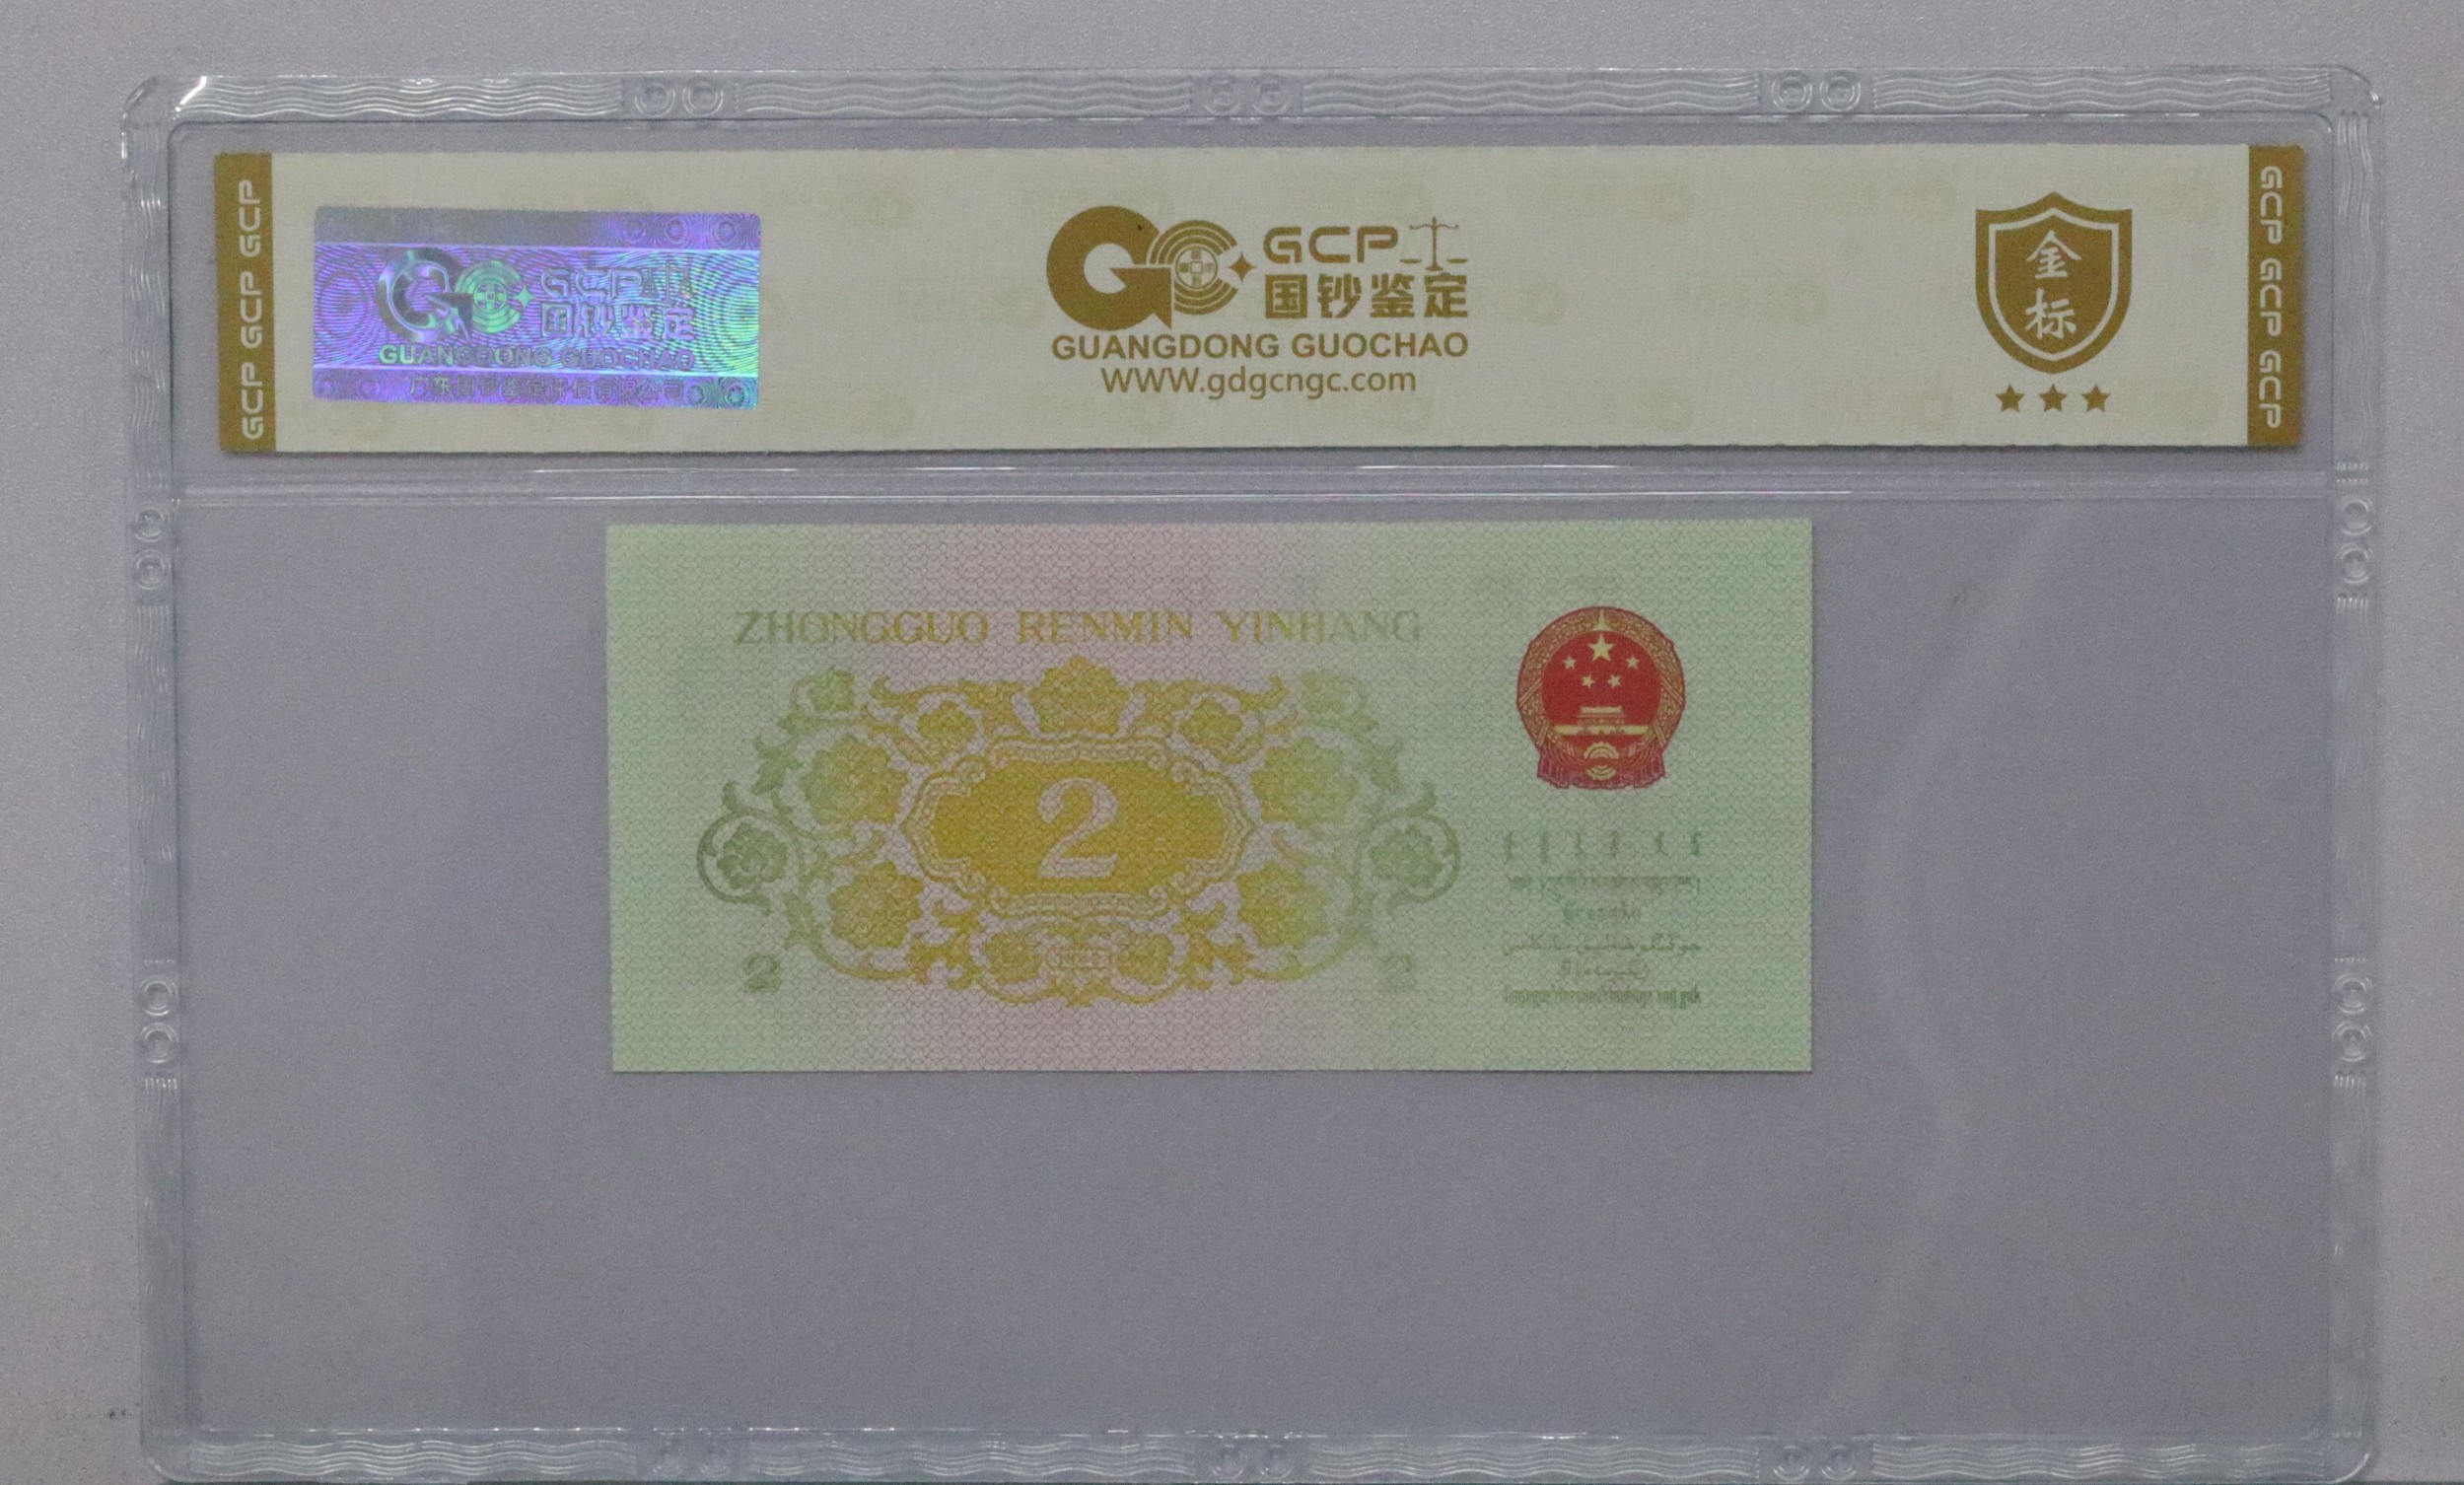 GCP GCP GCP
GCP
国钞鉴定
GUANGDONG GUOCHAO
GCP
国钞鉴定
GUANGDONG GUOCHAO
WWW.gdgcngc.com
金
标
GCP GCP GCP
ZHONGGUO RENMIN YINHANG
2
2
2